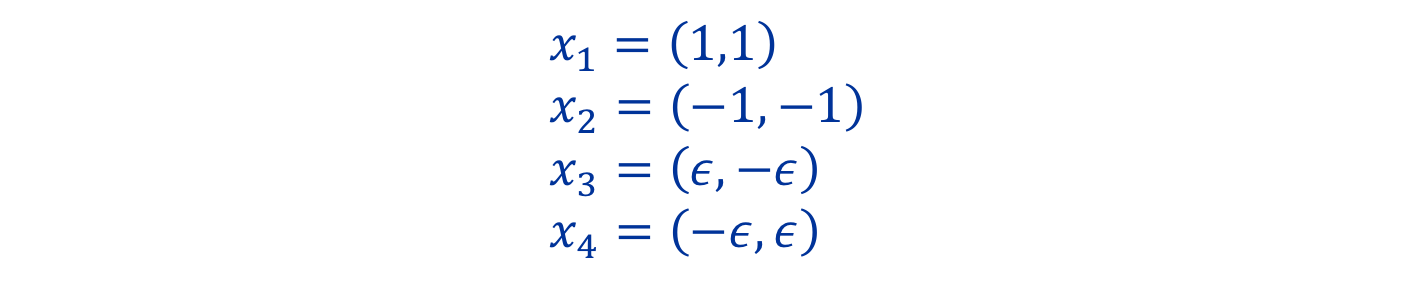 x₁ = (1,1)
x₂ = (−1, −1)
x₃ = (ϵ, −ϵ)
x₄ = (−ϵ, ϵ)